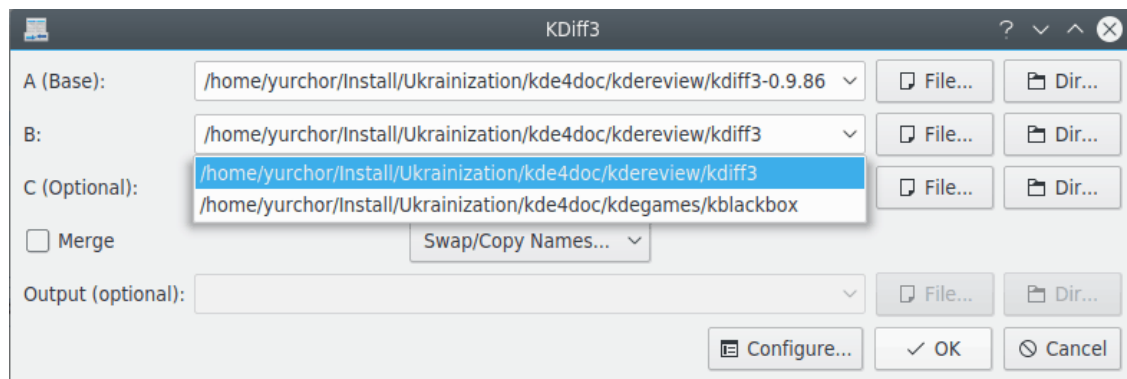 KDiff3
A (Base): /home/yurchor/Install/Ukrainization/kde4doc/kdereview/kdiff3-0.9.86 File... Dir...
B: /home/yurchor/Install/Ukrainization/kde4doc/kdereview/kdiff3 File... Dir...
/home/yurchor/Install/Ukrainization/kde4doc/kdereview/kdiff3
C (Optional): File... Dir...
/home/yurchor/Install/Ukrainization/kde4doc/kdegames/kblackbox
Merge Swap/Copy Names...
Output (optional): File... Dir...
Configure... OK Cancel